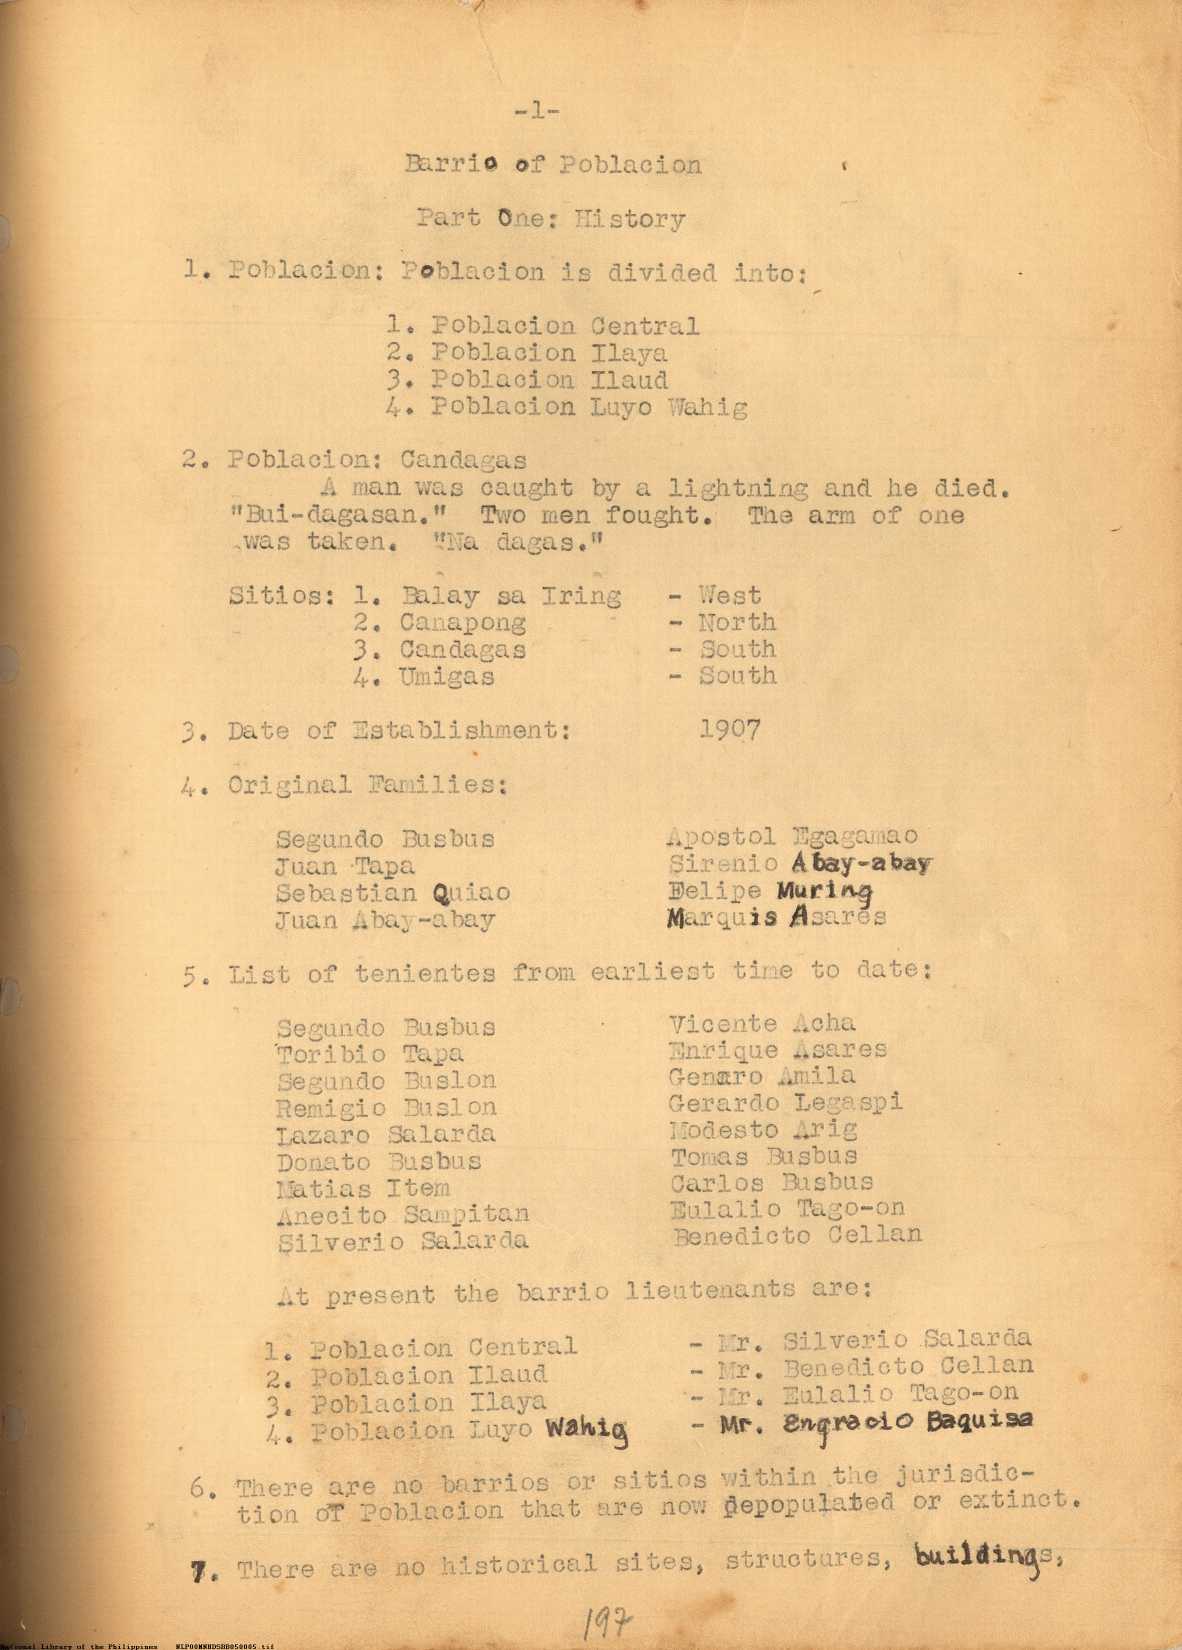 -1-
Barrio of Poblacion
Part One: History
1. Poblacion: Poblacion is divided into:
1. Poblacion Central
2. Poblacion Ilaya
3. Poblacion Ilaud
4. Poblacion Luyo Wahig
2. Poblacion: Candagas
A man was caught by a lightning and he died.
"Bui-dagasan." Two men fought. The arm of one
was taken. "Na dagas."
Sitios: 1. Balay sa Iring - West
2. Canapong - North
3. Candagas - South
4. Umigas - South
3. Date of Establishment: 1907
4. Original Families:
Segundo Busbus Apostol Egagamao
Juan Tapa Sirenio Abay-abay
Sebastian Quiao Felipe Muring
Juan Abay-abay Marquis Asares
5. List of tenientes from earliest time to date:
Segundo Busbus Vicente Acha
Toribio Tapa Enrique Asares
Segundo Buslon Genaro Amila
Remigio Buslon Gerardo Legaspi
Lazaro Salarda Modesto Arig
Donato Busbus Tomas Busbus
Matias Item Carlos Busbus
Anecito Sampitan Eulalio Tago-on
Silverio Salarda Benedicto Cellan
At present the barrio lieutenants are:
1. Poblacion Central - Mr. Silverio Salarda
2. Poblacion Ilaud - Mr. Benedicto Cellan
3. Poblacion Ilaya - Mr. Eulalio Tago-on
4. Poblacion Luyo Wahig - Mr. Engracio Baquisa
6. There are no barrios or sitios within the jurisdic-
tion of Poblacion that are now depopulated or extinct.
7. There are no historical sites, structures, buildings,
197
National Library of the Philippines NLPOOMNHDSBB050005.tif